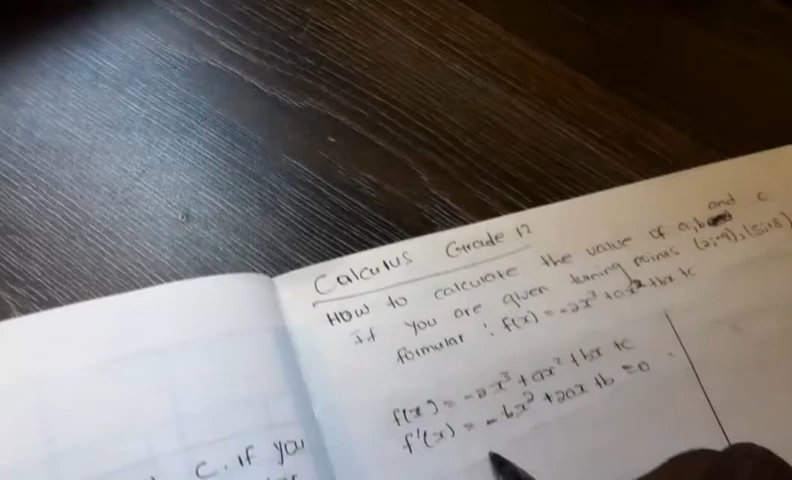 Calculus Grade 12
How to calculate the value of a, b and c
if you are given turning points (2;-9), (5;18)
formular : f(x) = -2x³ + ax² + bx + c
f(x) = -2x³ + ax² + bx + c
f'(x) = -6x² + 2ax + b = 0
c. if you